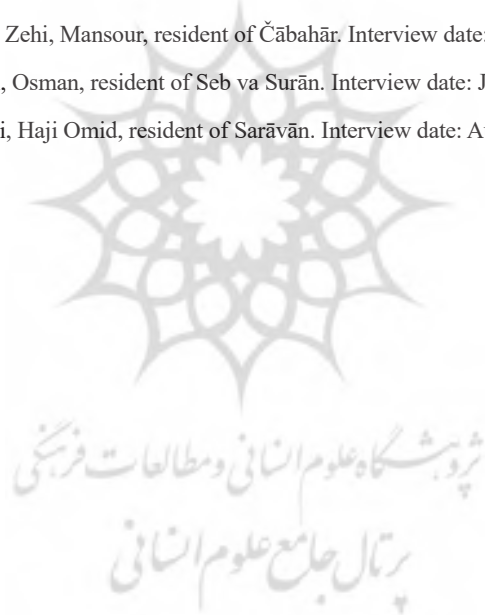 Zehi, Mansour, resident of Čābahār. Interview date:
, Osman, resident of Seb va Surān. Interview date: J
i, Haji Omid, resident of Sarāvān. Interview date: A
پژوهشگاه علوم انسانی و مطالعات فرهنگی
پرتال جامع علوم انسانی